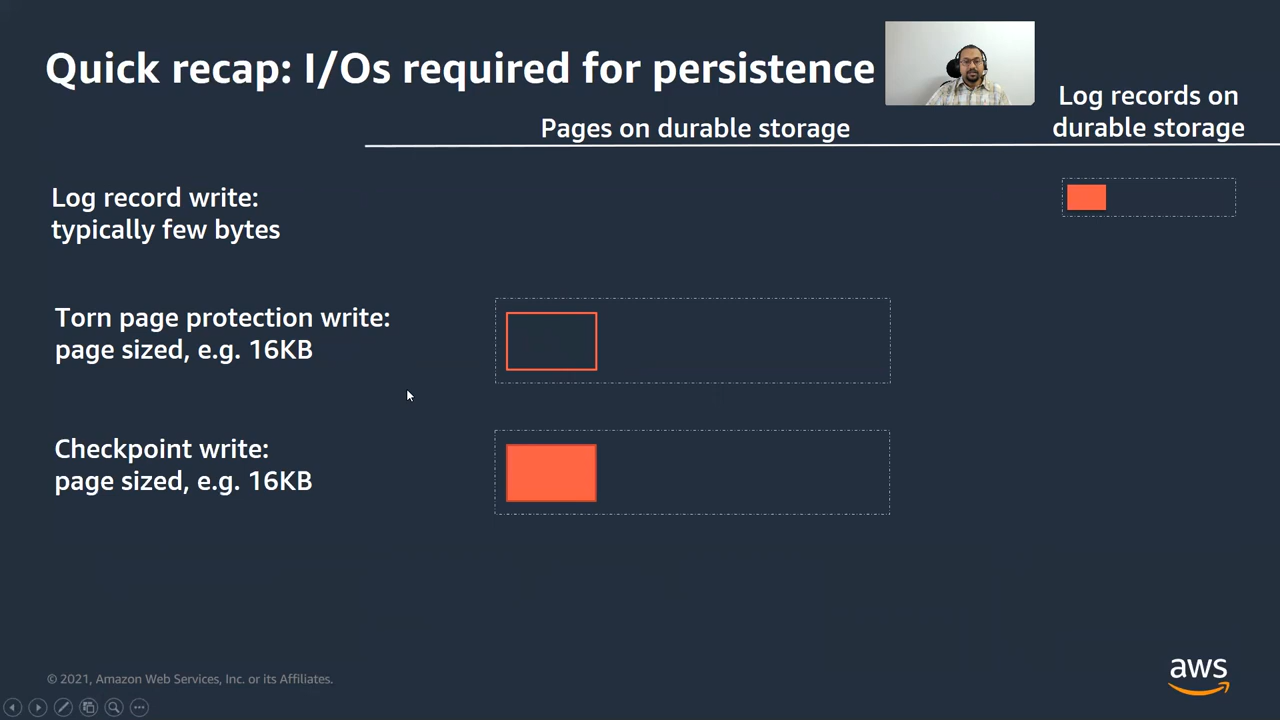 Quick recap: I/Os required for persistence
Pages on durable storage
Log records on
durable storage
Log record write:
typically few bytes
Torn page protection write:
page sized, e.g. 16KB
Checkpoint write:
page sized, e.g. 16KB
© 2021, Amazon Web Services, Inc. or its Affiliates.
aws